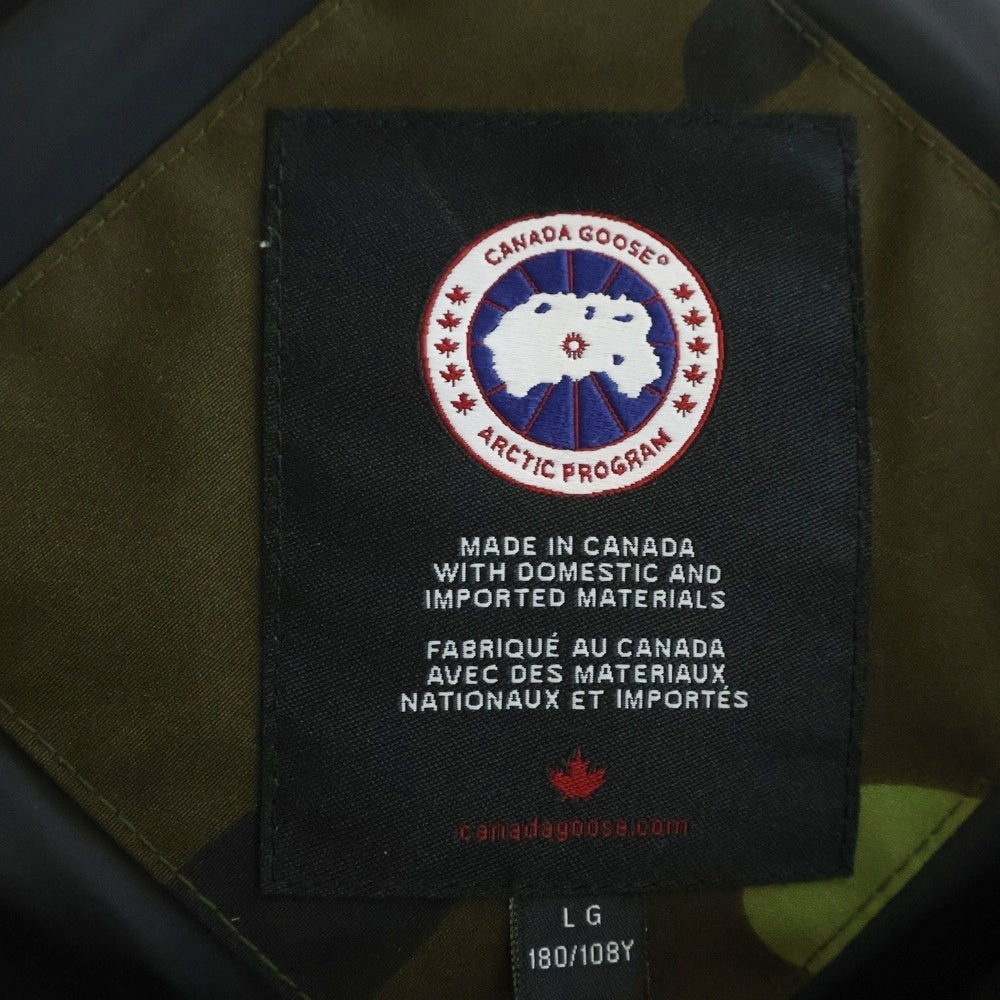 CANADA GOOSE®
ARCTIC PROGRAM
MADE IN CANADA
WITH DOMESTIC AND
IMPORTED MATERIALS
FABRIQUÉ AU CANADA
AVEC DES MATERIAUX
NATIONAUX ET IMPORTÉS
canadagoose.com
LG
180/108Y